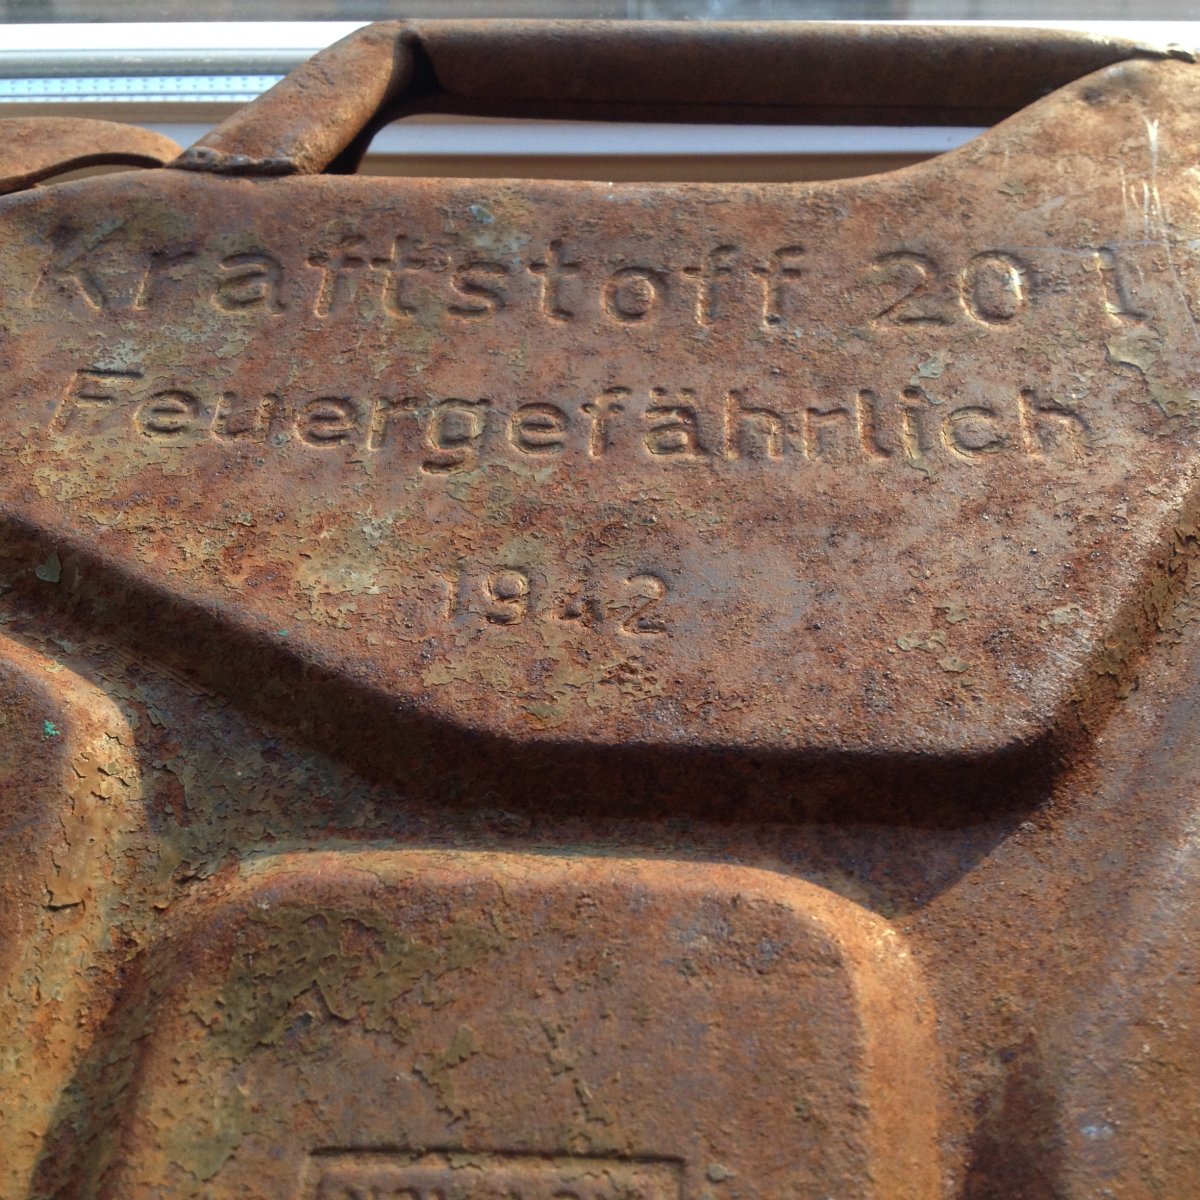 Kraftstoff 20 l
Feuergefährlich
1942